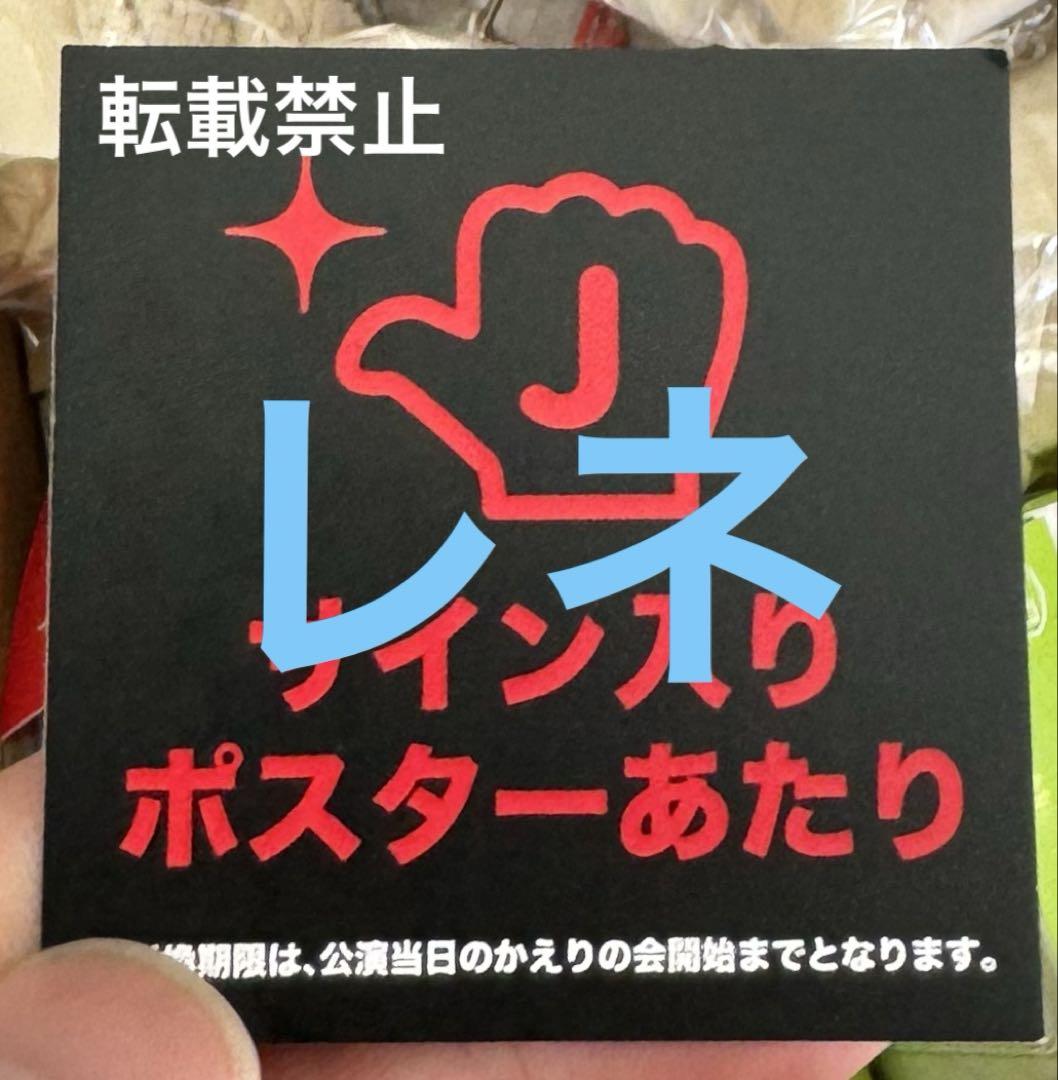 転載禁止
J
レネ
サイン入り
ポスターあたり
換期限は、公演当日のかえりの会開始までとなります。